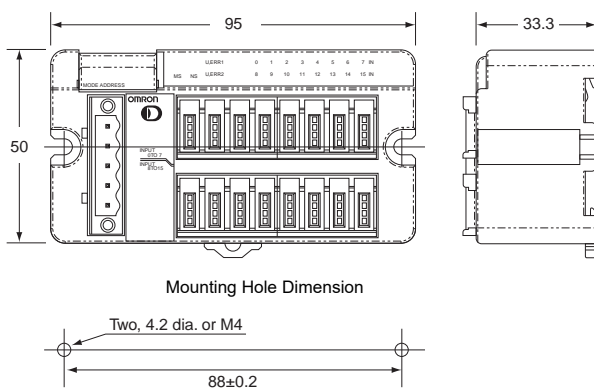 95
33.3
50
U,ERR1 0 1 2 3 4 5 6 7 IN
MS NS U,ERR2 8 9 10 11 12 13 14 15 IN
MODE ADDRESS
OMRON
D
INPUT
0TO 7
INPUT
8TO15
Mounting Hole Dimension
Two, 4.2 dia. or M4
88±0.2